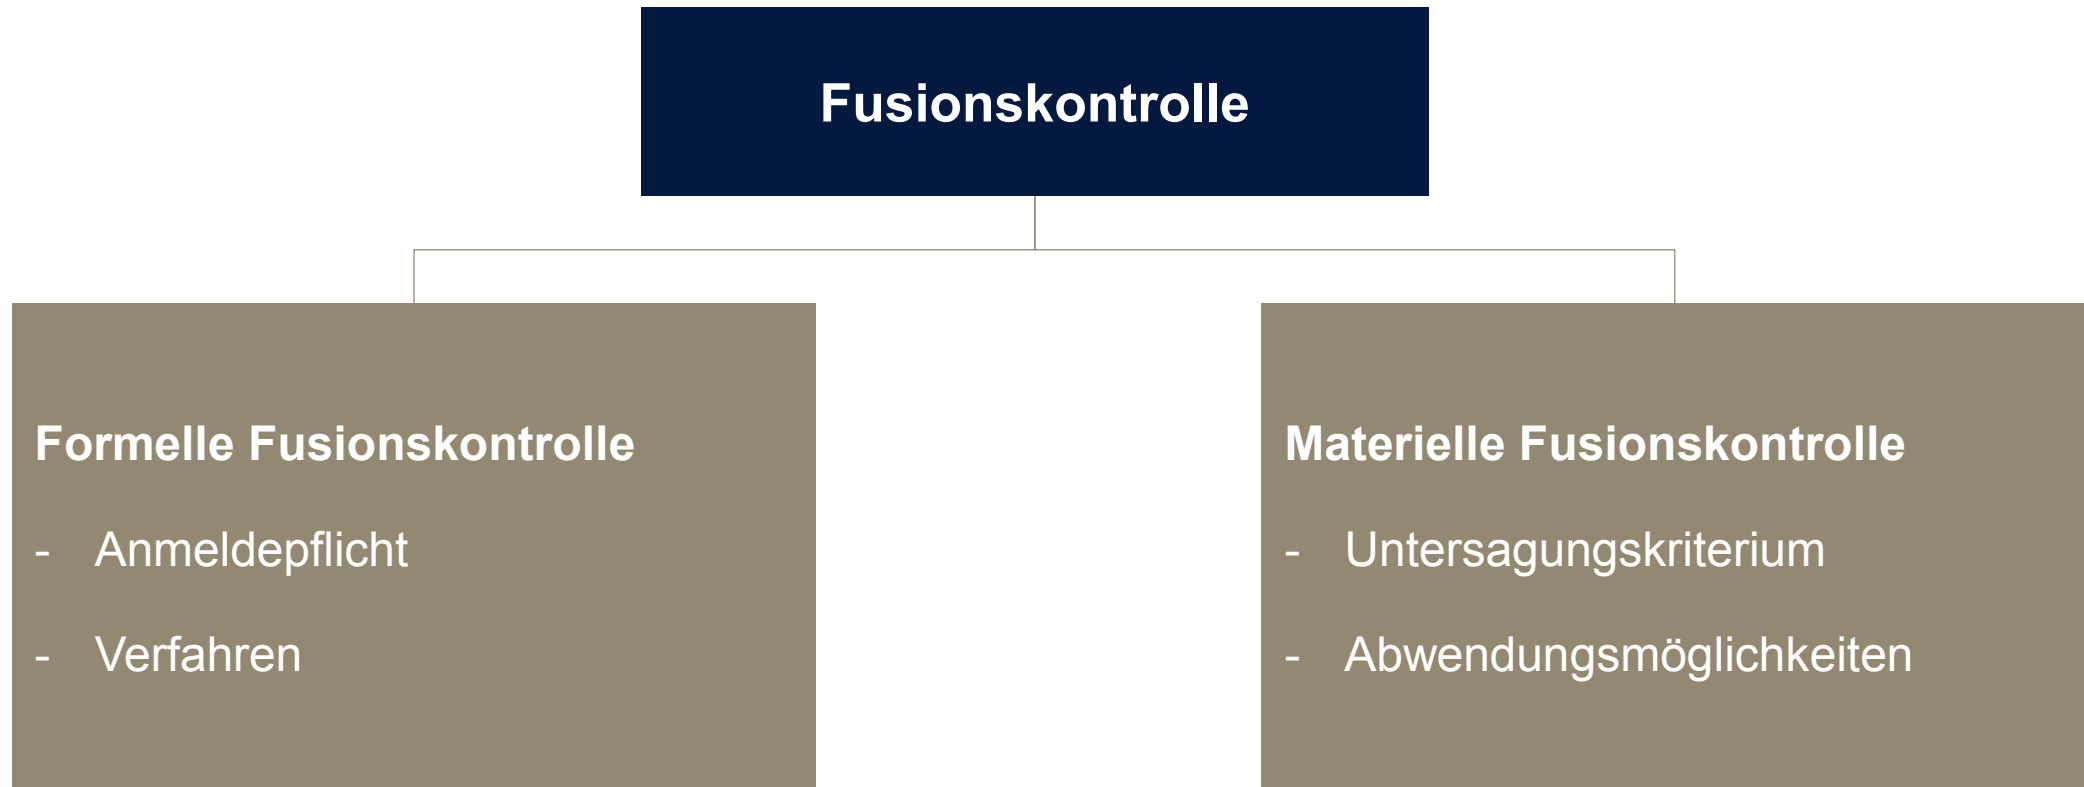 Fusionskontrolle
Formelle Fusionskontrolle
- Anmeldepflicht
- Verfahren
Materielle Fusionskontrolle
- Untersagungskriterium
- Abwendungsmöglichkeiten